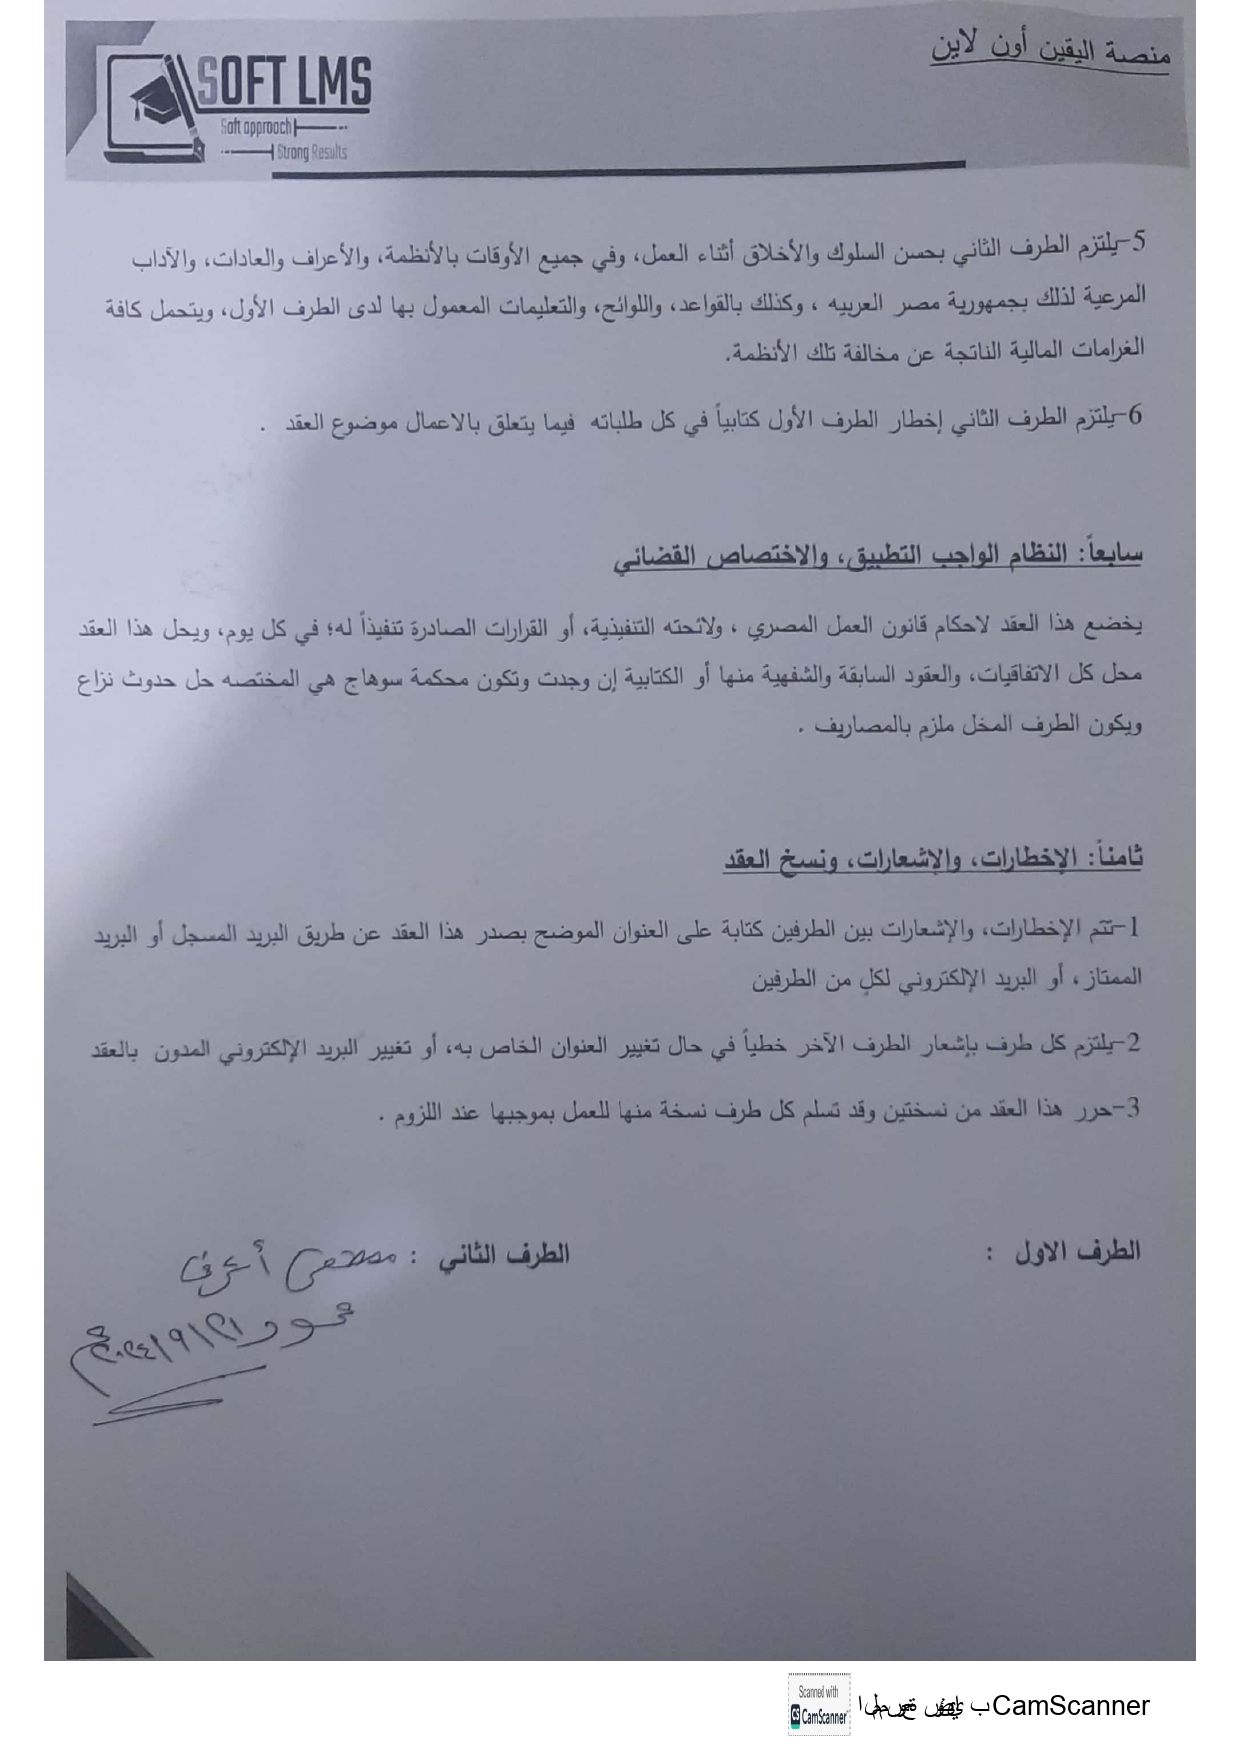 منصة اليقين أون لاين
SOFT LMS
Soft approach
Strong Results
5-يلتزم الطرف الثاني بحسن السلوك والأخلاق أثناء العمل، وفي جميع الأوقات بالأنظمة، والأعراف والعادات، والآداب
المرعية لذلك بجمهورية مصر العربيه ، وكذلك بالقواعد، واللوائح، والتعليمات المعمول بها لدى الطرف الأول، ويتحمل كافة
الغرامات المالية الناتجة عن مخالفة تلك الأنظمة.
6-يلتزم الطرف الثاني إخطار الطرف الأول كتابياً في كل طلباته فيما يتعلق بالاعمال موضوع العقد .
سابعاً: النظام الواجب التطبيق، والاختصاص القضائي
يخضع هذا العقد لاحكام قانون العمل المصري ، ولائحته التنفيذية، أو القرارات الصادرة تنفيذاً له؛ في كل يوم، ويحل هذا العقد
محل كل الاتفاقيات، والعقود السابقة والشفهية منها أو الكتابية إن وجدت وتكون محكمة سوهاج هي المختصه حل حدوث نزاع
ويكون الطرف المخل ملزم بالمصاريف .
ثامناً: الإخطارات، والإشعارات، ونسخ العقد
1-تتم الإخطارات، والإشعارات بين الطرفين كتابة على العنوان الموضح بصدر هذا العقد عن طريق البريد المسجل أو البريد
الممتاز، أو البريد الإلكتروني لكلٍ من الطرفين
2-يلتزم كل طرف بإشعار الطرف الآخر خطياً في حال تغيير العنوان الخاص به، أو تغيير البريد الإلكتروني المدون بالعقد
3-حرر هذا العقد من نسختين وقد تسلم كل طرف نسخة منها للعمل بموجبها عند اللزوم .
الطرف الاول :
الطرف الثاني : مصطفى أشرف
محمود ٢٠٢٤/٩/٢١م
Scanned with
CS CamScanner
الممسوحة ضوئيا بـ CamScanner